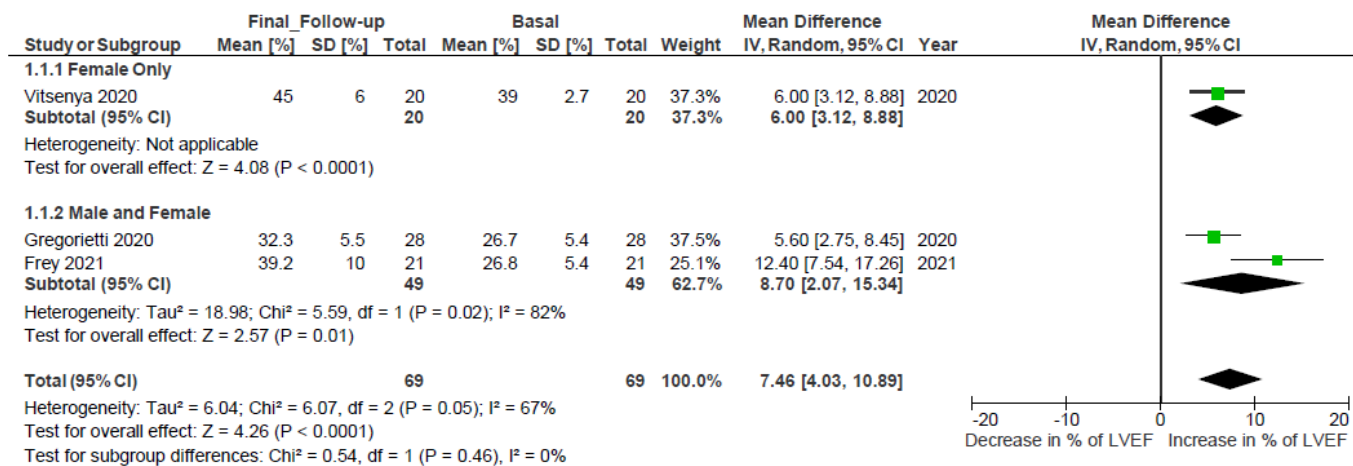 Final_Follow-up Basal Mean Difference Mean Difference
Study or Subgroup Mean [%] SD [%] Total Mean [%] SD [%] Total Weight IV, Random, 95% CI Year IV, Random, 95% CI
1.1.1 Female Only
Vitsenya 2020 45 6 20 39 2.7 20 37.3% 6.00 [3.12, 8.88] 2020
Subtotal (95% CI) 20 20 37.3% 6.00 [3.12, 8.88]
Heterogeneity: Not applicable
Test for overall effect: Z = 4.08 (P < 0.0001)
1.1.2 Male and Female
Gregorietti 2020 32.3 5.5 28 26.7 5.4 28 37.5% 5.60 [2.75, 8.45] 2020
Frey 2021 39.2 10 21 26.8 5.4 21 25.1% 12.40 [7.54, 17.26] 2021
Subtotal (95% CI) 49 49 62.7% 8.70 [2.07, 15.34]
Heterogeneity: Tau² = 18.98; Chi² = 5.59, df = 1 (P = 0.02); I² = 82%
Test for overall effect: Z = 2.57 (P = 0.01)
Total (95% CI) 69 69 100.0% 7.46 [4.03, 10.89]
Heterogeneity: Tau² = 6.04; Chi² = 6.07, df = 2 (P = 0.05); I² = 67%
Test for overall effect: Z = 4.26 (P < 0.0001)
Test for subgroup differences: Chi² = 0.54, df = 1 (P = 0.46), I² = 0%
-20 -10 0 10 20
Decrease in % of LVEF Increase in % of LVEF